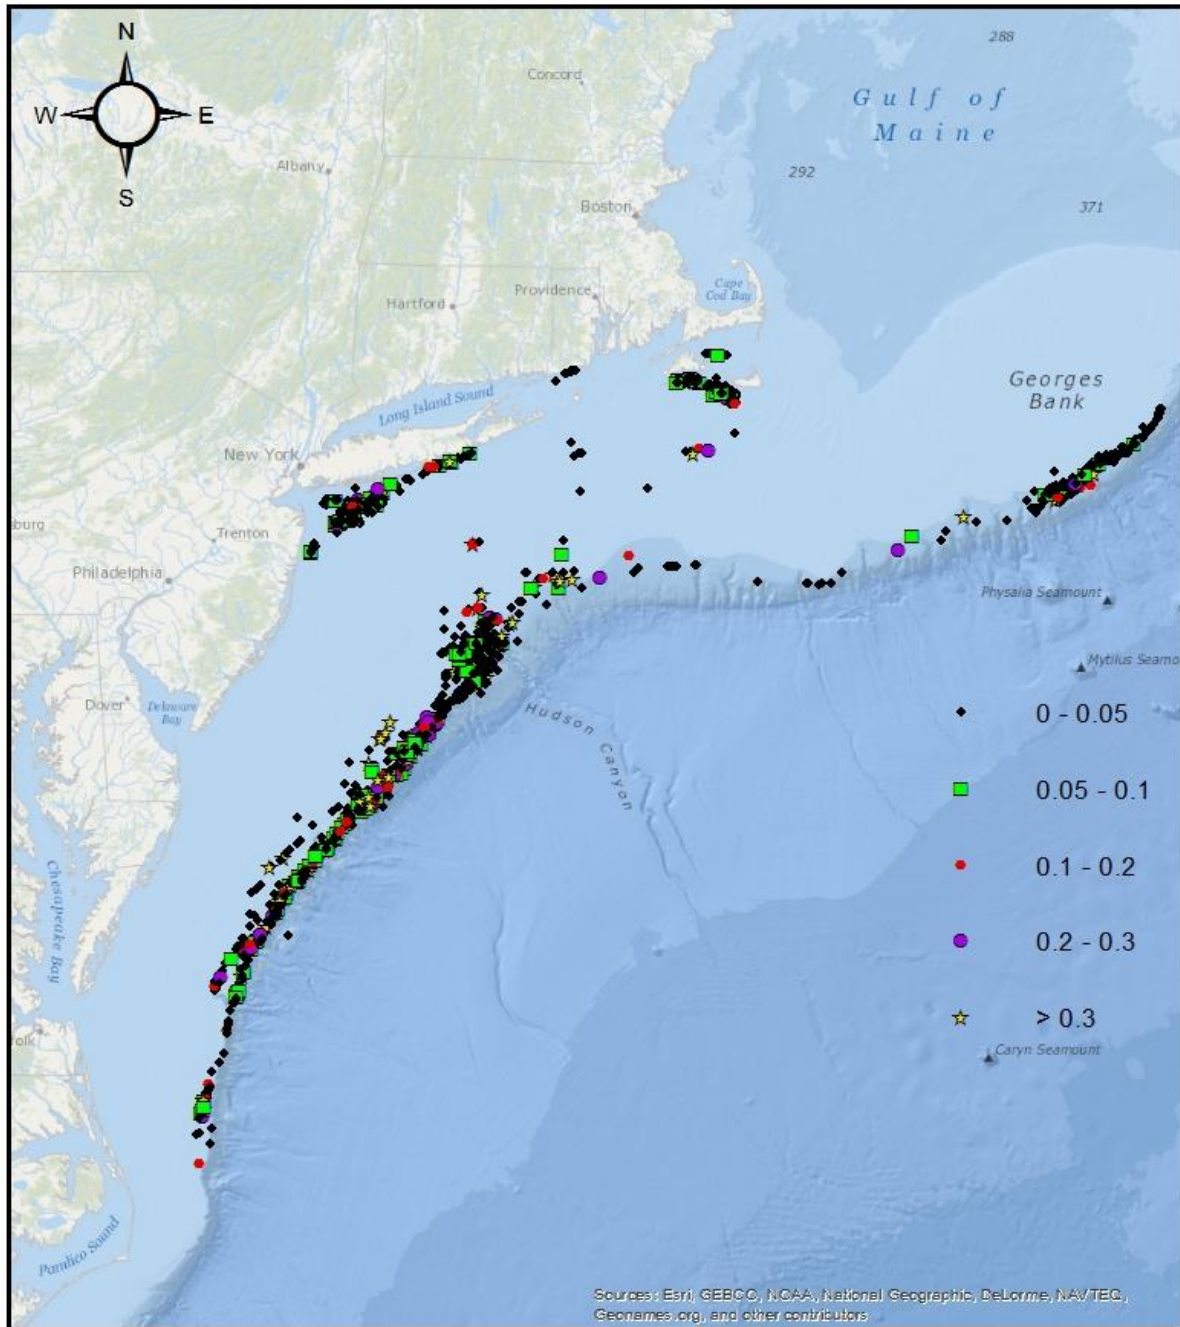 N
W
E
S
288
Concord
Gulf of
Maine
Albany
292
Boston
371
Cape
Cod Bay
Providence
Hartford
Georges
Bank
Long Island Sound
New York
burg
Trenton
Philadelphia
Physalia Seamount
Mytilus Seamo
Dover
Delaware
Bay
Hudson Canyon
0 - 0.05
0.05 - 0.1
Chesapeake Bay
0.1 - 0.2
0.2 - 0.3
> 0.3
folk
Caryn Seamount
Pamlico Sound
Sources: Esri, GEBCO, NOAA, National Geographic, DeLorme, NAVTEQ,
Geonames.org, and other contributors